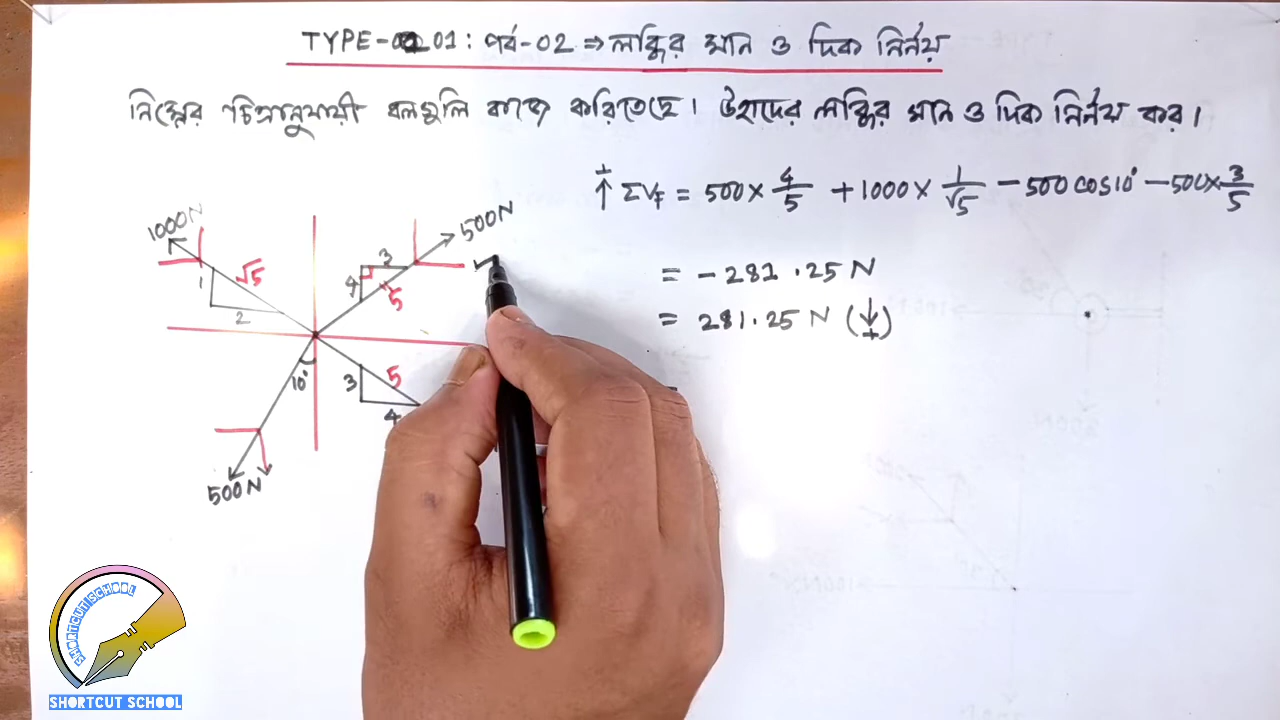 TYPE-01: পর্ব-02 ⇒ লব্ধির মান ও দিক নির্নয়
নিম্নের চিত্রানুযায়ী বলগুলি কাজ করিতেছে। উহাদের লব্ধির মান ও দিক নির্নয় কর।
+↑ ΣVF = 500 × 4/5 + 1000 × 1/√5 − 500 cos10° − 500 × 3/5
= − 281.25 N
= 281.25 N (↓+)
1000N
500N
1
√5
2
3
4
5
10°
3
5
4
500N
SHORTCUT SCHOOL
SHORTCUT SCHOOL